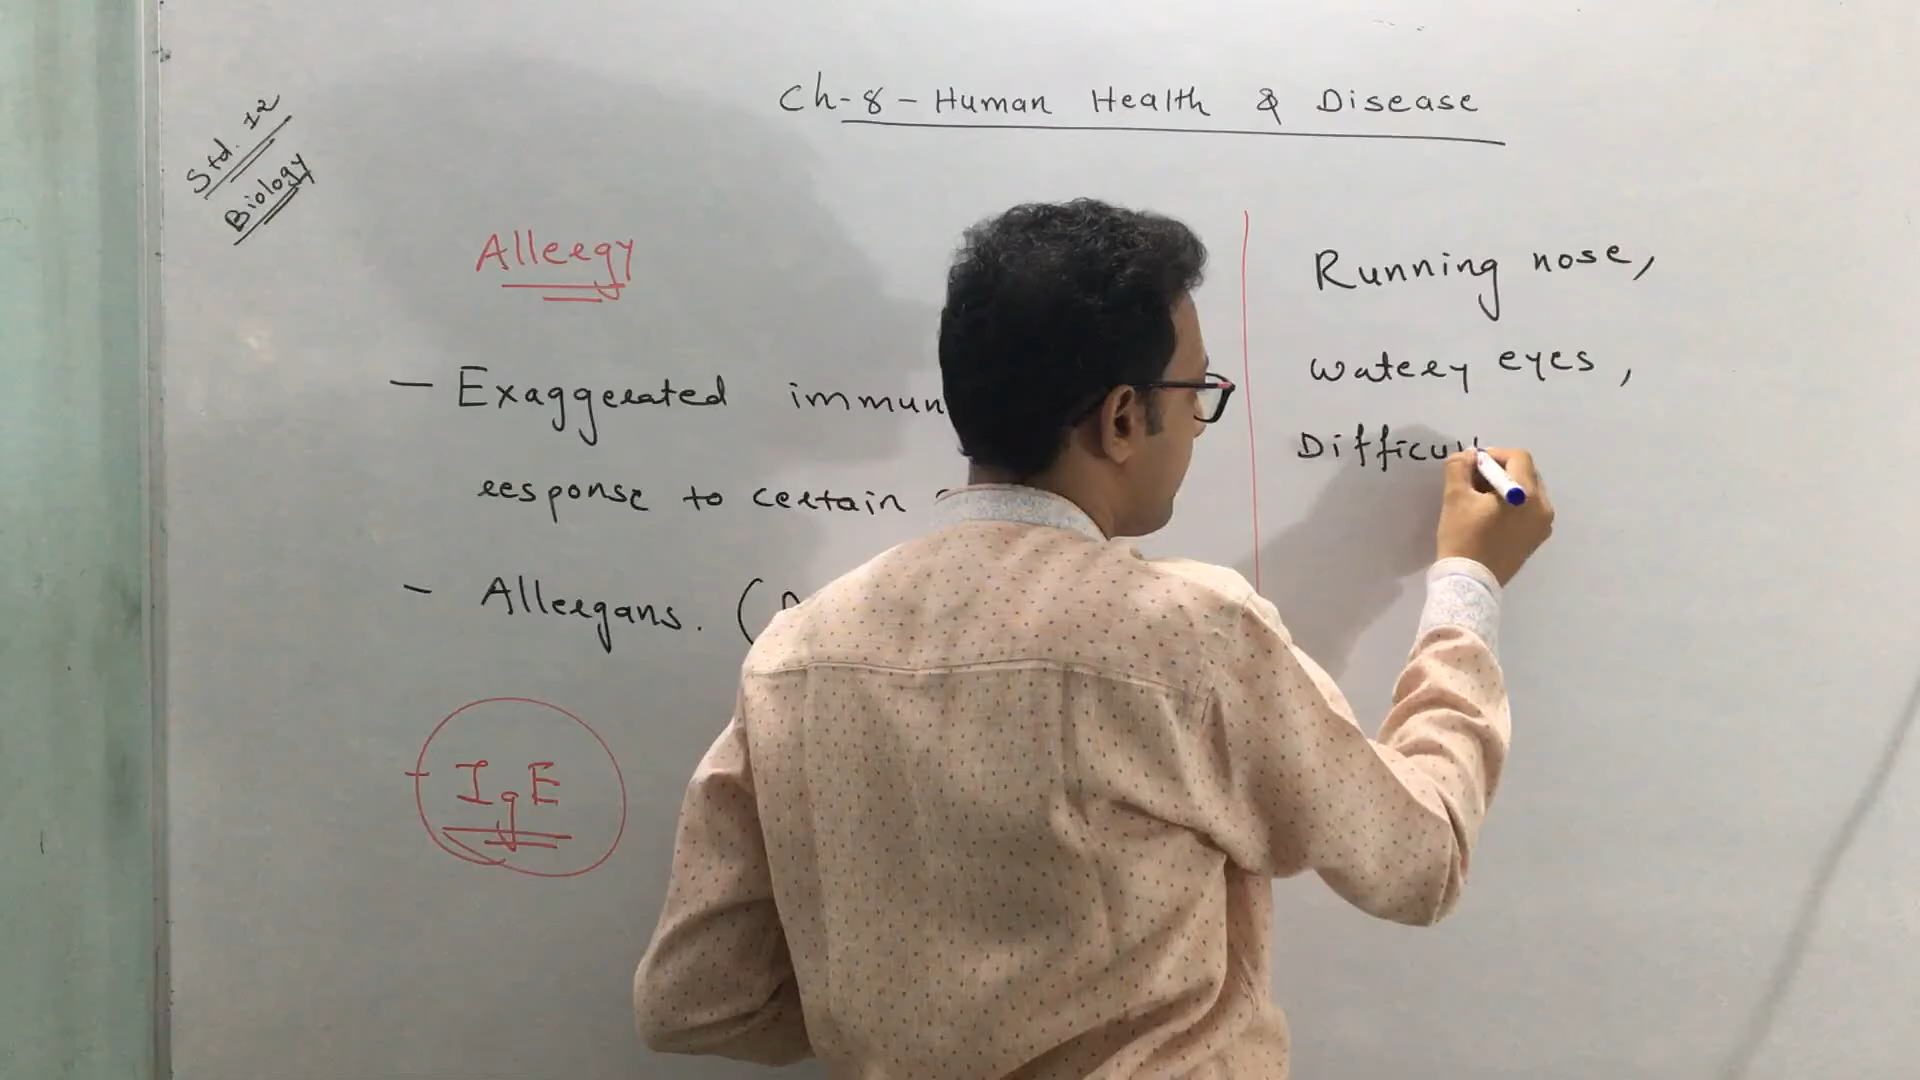 Std. 12
Biology
Ch-8 - Human Health & Disease
Allergy
- Exaggerated immun
response to certain
- Allergans. (
- IgE
Running nose,
watery eyes,
Difficul